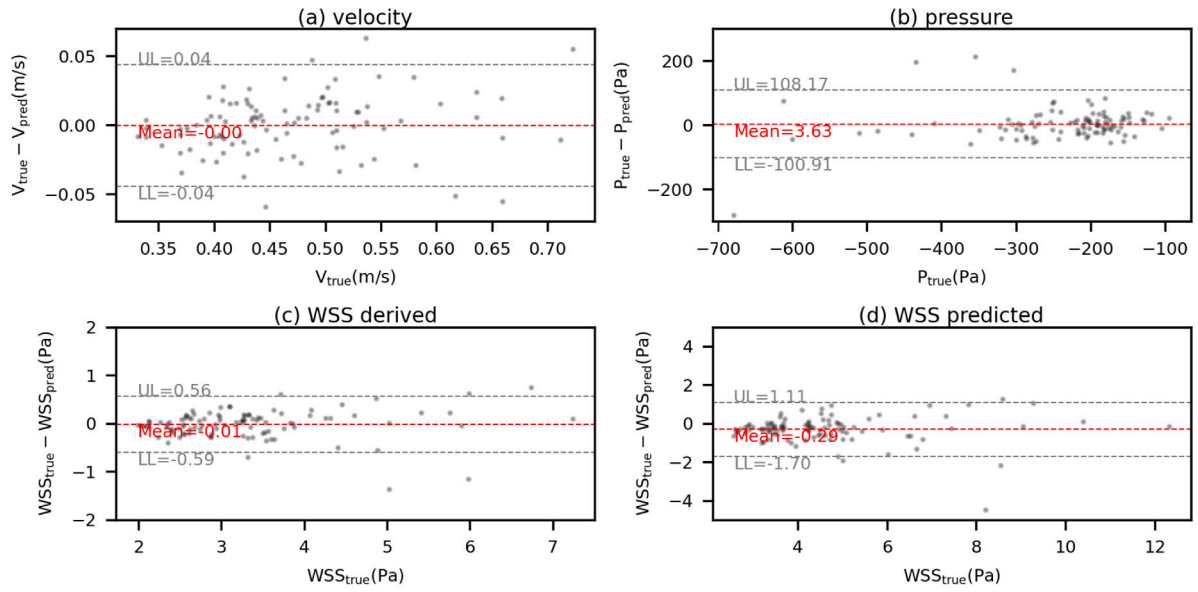 (a) velocity
V_true − V_pred(m/s)
0.05
0.00
−0.05
UL=0.04
Mean=-0.00
LL=-0.04
0.35 0.40 0.45 0.50 0.55 0.60 0.65 0.70
V_true(m/s)
(b) pressure
P_true − P_pred(Pa)
200
0
−200
UL=108.17
Mean=3.63
LL=-100.91
−700 −600 −500 −400 −300 −200 −100
P_true(Pa)
(c) WSS derived
WSS_true − WSS_pred(Pa)
2
1
0
−1
−2
UL=0.56
Mean=-0.01
LL=-0.59
2 3 4 5 6 7
WSS_true(Pa)
(d) WSS predicted
WSS_true − WSS_pred(Pa)
4
2
0
−2
−4
UL=1.11
Mean=-0.29
LL=-1.70
4 6 8 10 12
WSS_true(Pa)